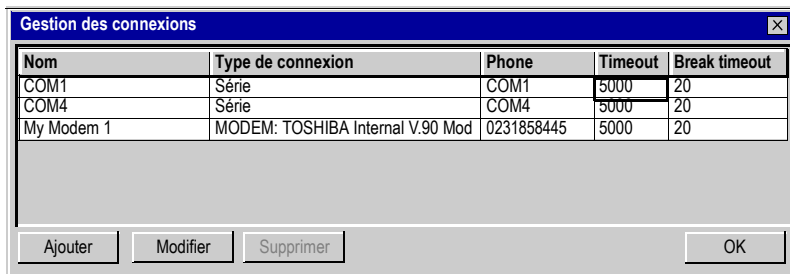 Gestion des connexions
Nom Type de connexion Phone Timeout Break timeout
COM1 Série COM1 5000 20
COM4 Série COM4 5000 20
My Modem 1 MODEM: TOSHIBA Internal V.90 Mod 0231858445 5000 20
Ajouter Modifier Supprimer OK